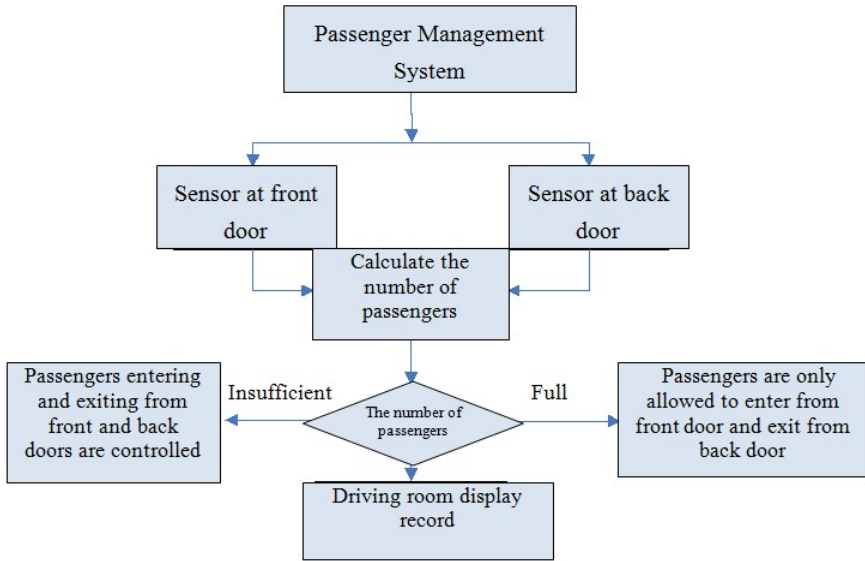 Passenger Management
System
Sensor at front
door
Sensor at back
door
Calculate the
number of
passengers
Passengers entering
and exiting from
front and back
doors are controlled
Insufficient
The number of
passengers
Full
Passengers are only
allowed to enter from
front door and exit from
back door
Driving room display
record